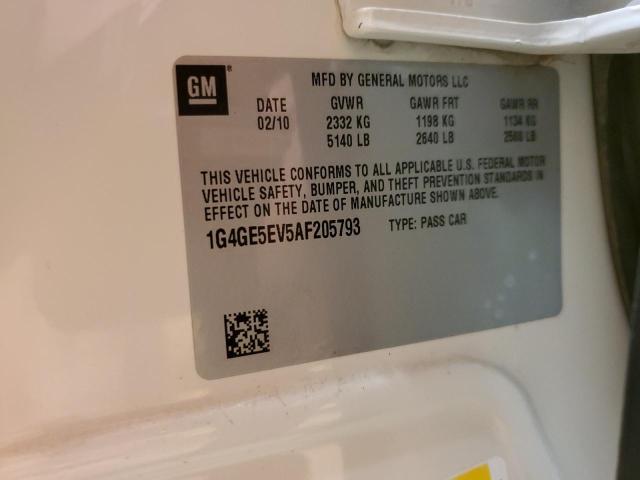 GM®
MFD BY GENERAL MOTORS LLC
DATE GVWR GAWR FRT GAWR RR
02/10 2332 KG 1198 KG 1134 KG
5140 LB 2640 LB 2500 LB
THIS VEHICLE CONFORMS TO ALL APPLICABLE U.S. FEDERAL MOTOR
VEHICLE SAFETY, BUMPER, AND THEFT PREVENTION STANDARDS IN
EFFECT ON THE DATE OF MANUFACTURE SHOWN ABOVE.
1G4GE5EV5AF205793 TYPE: PASS CAR